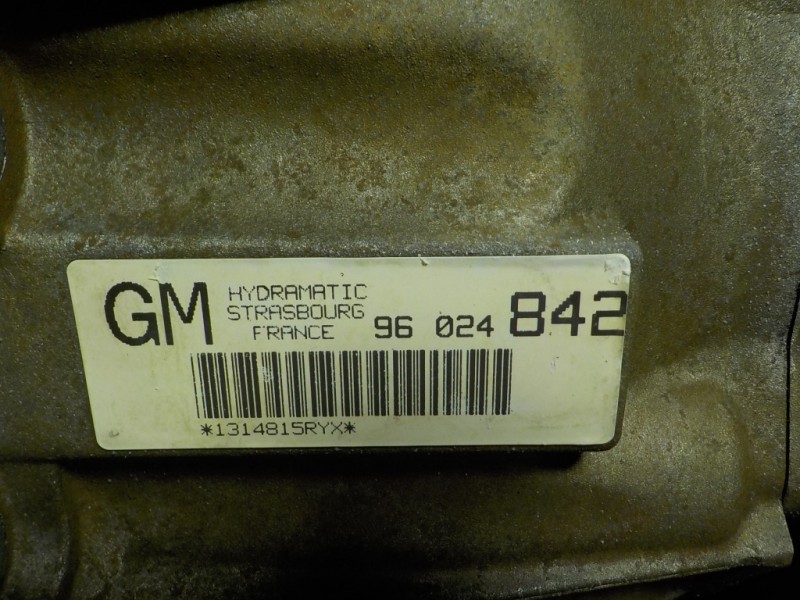 GM HYDRAMATIC
STRASBOURG
FRANCE 96 024 842
*1314815RYX*